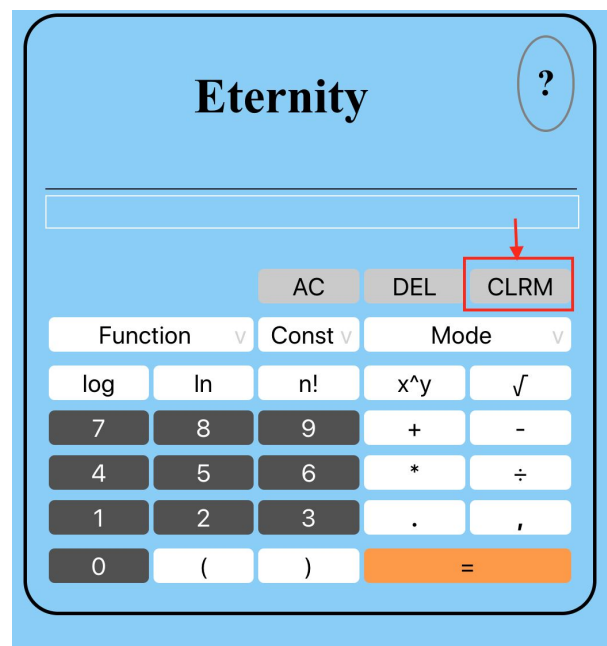 Eternity ?
AC DEL CLRM
Function v Const v Mode v
log ln n! x^y √
7 8 9 + -
4 5 6 * ÷
1 2 3 . ,
0 ( ) =